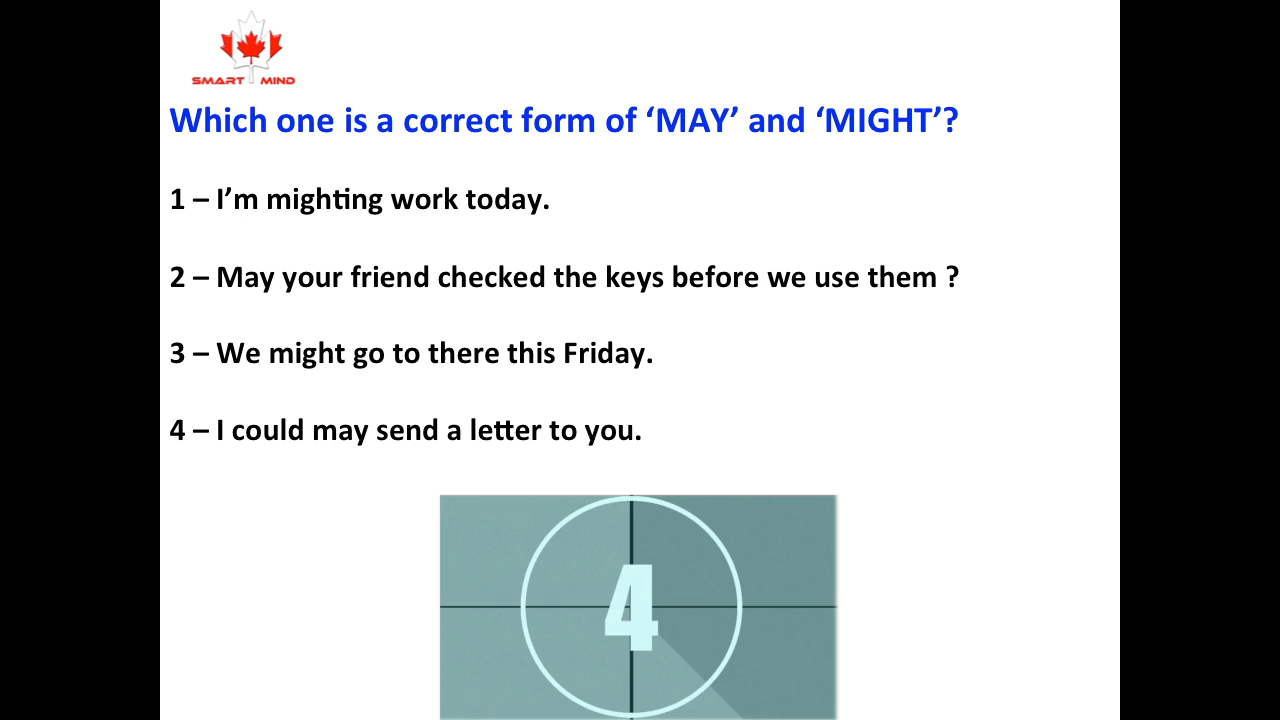 SMART MIND
Which one is a correct form of ‘MAY’ and ‘MIGHT’?
1 – I’m mighting work today.
2 – May your friend checked the keys before we use them ?
3 – We might go to there this Friday.
4 – I could may send a letter to you.
4